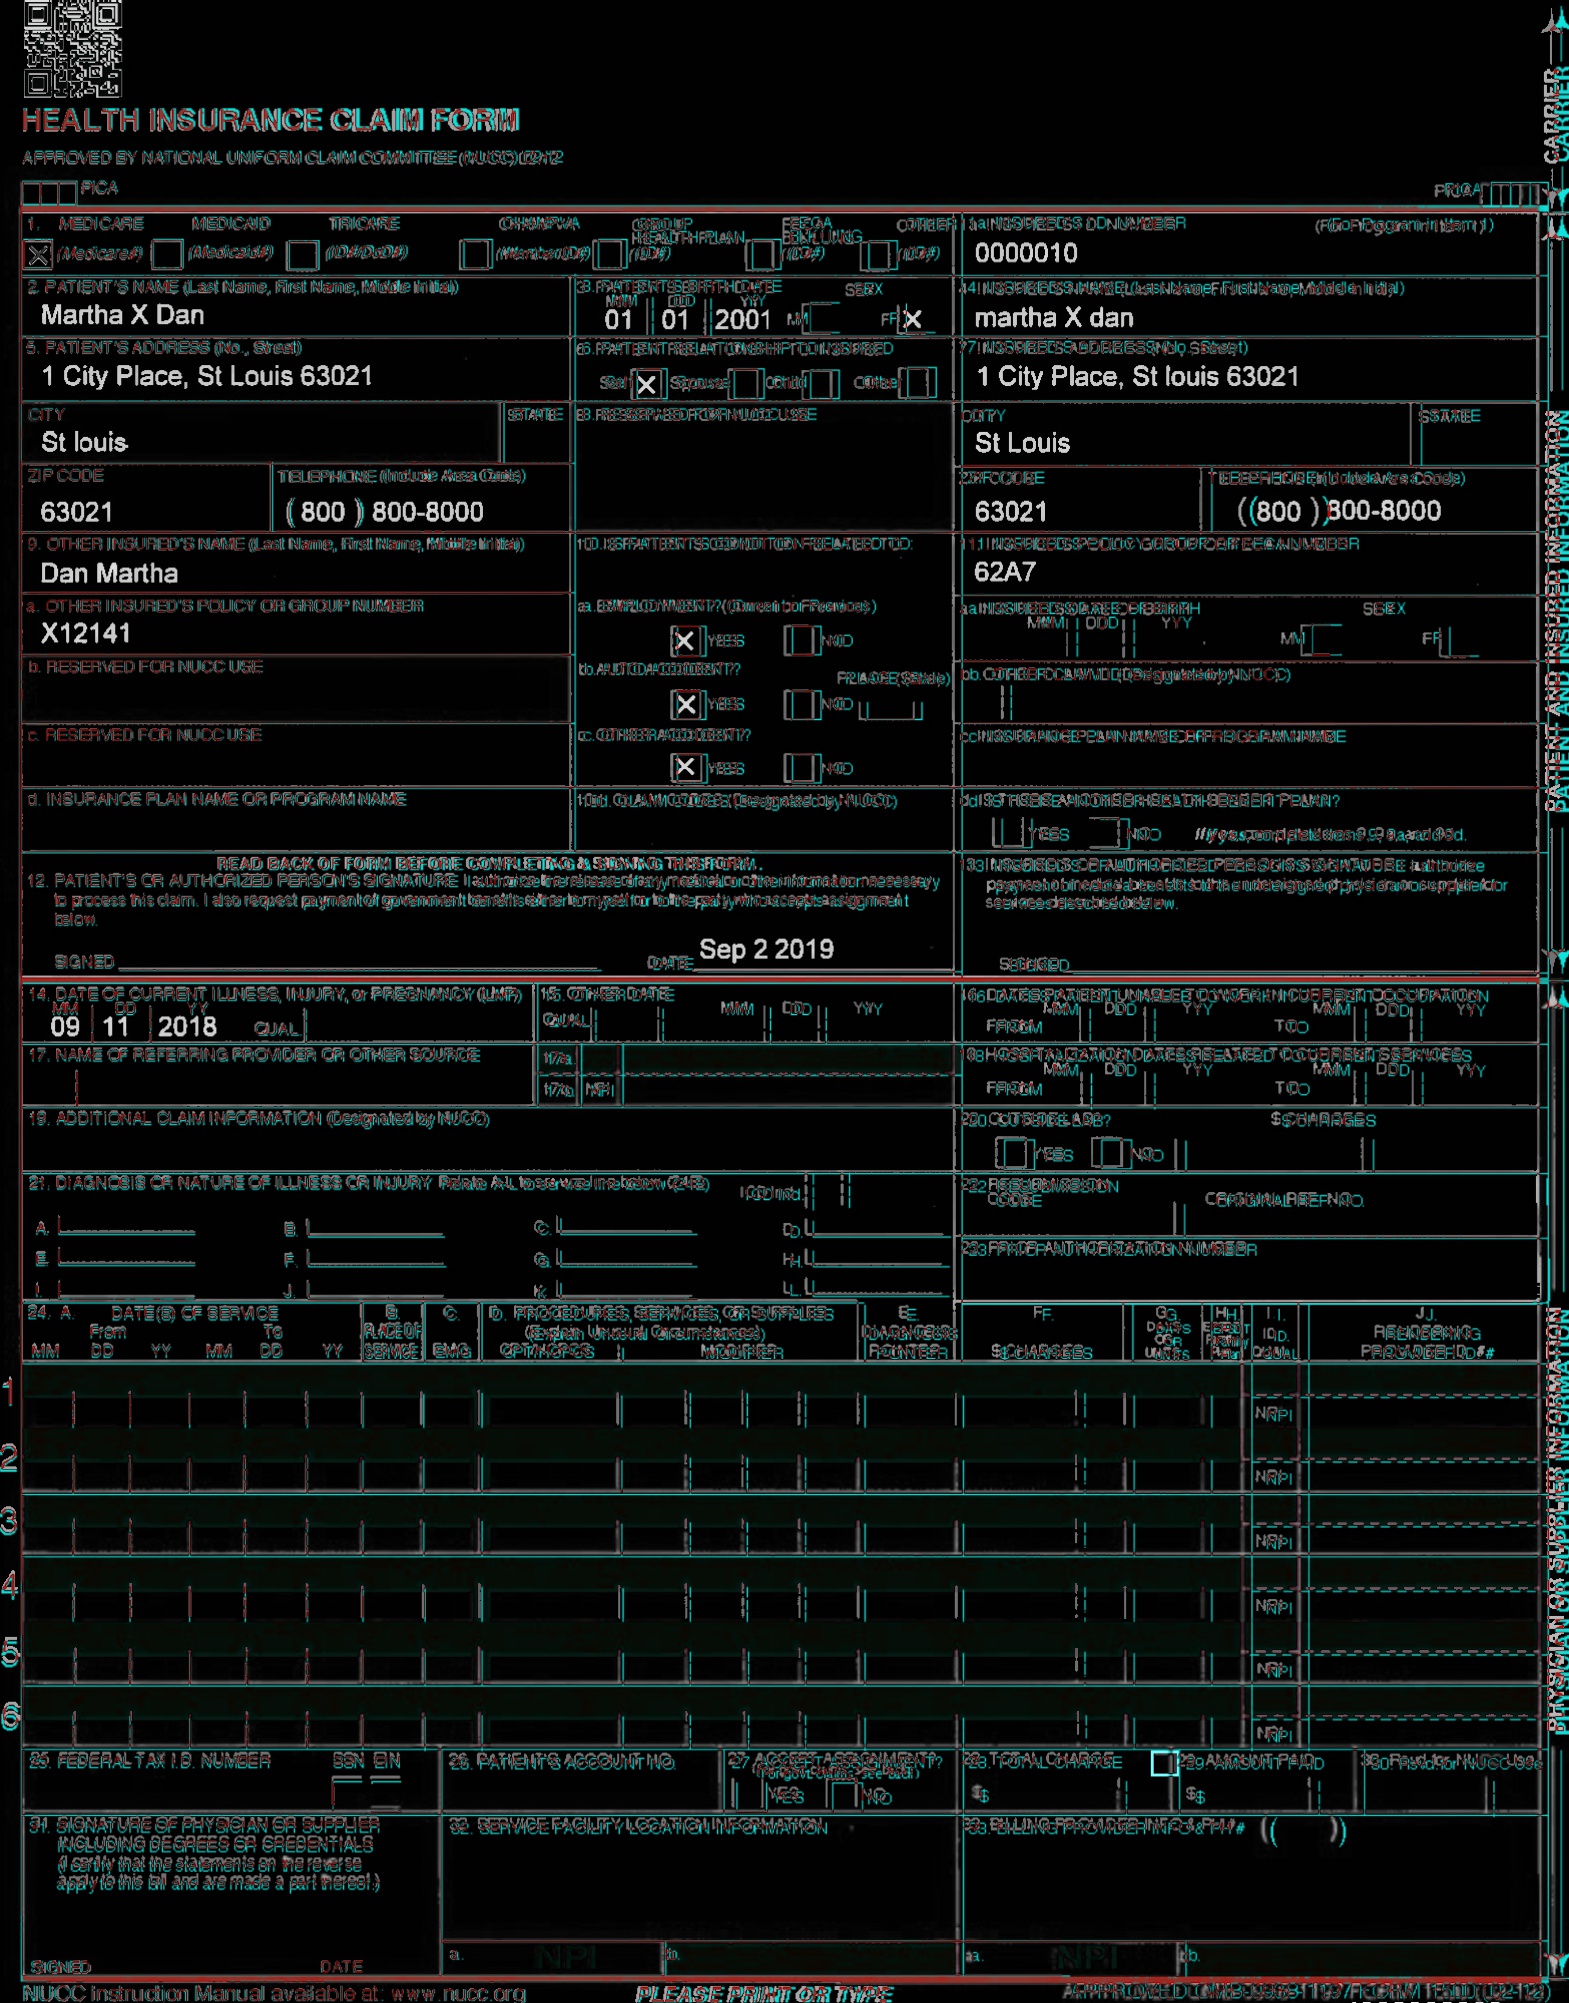 HEALTH INSURANCE CLAIM FORM
APPROVED BY NATIONAL UNIFORM CLAIM COMMITTEE (NUCC) 02/12
PICA PICA
CARRIER
1. MEDICARE MEDICAID TRICARE CHAMPVA GROUP HEALTH PLAN FECA BLK LUNG OTHER
(Medicare#) (Medicaid#) (ID#/DoD#) (Member ID#) (ID#) (ID#) (ID#)
1a. INSURED'S I.D. NUMBER (For Program in Item 1)
0000010
2. PATIENT'S NAME (Last Name, First Name, Middle Initial)
Martha X Dan
3. PATIENT'S BIRTH DATE SEX
MM DD YY
01 01 2001 M F X
4. INSURED'S NAME (Last Name, First Name, Middle Initial)
martha X dan
5. PATIENT'S ADDRESS (No., Street)
1 City Place, St Louis 63021
6. PATIENT RELATIONSHIP TO INSURED
Self X Spouse Child Other
7. INSURED'S ADDRESS (No., Street)
1 City Place, St louis 63021
CITY STATE
St louis
8. RESERVED FOR NUCC USE
CITY STATE
St Louis
ZIP CODE TELEPHONE (Include Area Code)
63021 ( 800 ) 800-8000
ZIP CODE TELEPHONE (Include Area Code)
63021 (800 ) 800-8000
9. OTHER INSURED'S NAME (Last Name, First Name, Middle Initial)
Dan Martha
10. IS PATIENT'S CONDITION RELATED TO:
11. INSURED'S POLICY GROUP OR FECA NUMBER
62A7
a. OTHER INSURED'S POLICY OR GROUP NUMBER
X12141
a. EMPLOYMENT? (Current or Previous)
X YES NO
a. INSURED'S DATE OF BIRTH SEX
MM DD YY M F
b. RESERVED FOR NUCC USE
b. AUTO ACCIDENT? PLACE (State)
X YES NO
b. OTHER CLAIM ID (Designated by NUCC)
c. RESERVED FOR NUCC USE
c. OTHER ACCIDENT?
X YES NO
c. INSURANCE PLAN NAME OR PROGRAM NAME
d. INSURANCE PLAN NAME OR PROGRAM NAME
10d. CLAIM CODES (Designated by NUCC)
d. IS THERE ANOTHER HEALTH BENEFIT PLAN?
YES NO If yes, complete items 9, 9a, and 9d.
PATIENT AND INSURED INFORMATION
READ BACK OF FORM BEFORE COMPLETING & SIGNING THIS FORM.
12. PATIENT'S OR AUTHORIZED PERSON'S SIGNATURE I authorize the release of any medical or other information necessary
to process this claim. I also request payment of government benefits either to myself or to the party who accepts assignment
below.
SIGNED DATE Sep 2 2019
13. INSURED'S OR AUTHORIZED PERSON'S SIGNATURE I authorize
payment of medical benefits to the undersigned physician or supplier for
services described below.
SIGNED
14. DATE OF CURRENT ILLNESS, INJURY, or PREGNANCY (LMP)
MM DD YY
09 11 2018 QUAL
15. OTHER DATE
QUAL MM DD YY
16. DATES PATIENT UNABLE TO WORK IN CURRENT OCCUPATION
MM DD YY MM DD YY
FROM TO
17. NAME OF REFERRING PROVIDER OR OTHER SOURCE
17a.
17b. NPI
18. HOSPITALIZATION DATES RELATED TO CURRENT SERVICES
MM DD YY MM DD YY
FROM TO
19. ADDITIONAL CLAIM INFORMATION (Designated by NUCC)
20. OUTSIDE LAB? $ CHARGES
YES NO
21. DIAGNOSIS OR NATURE OF ILLNESS OR INJURY Relate A-L to service line below (24E) ICD Ind.
A. B. C. D.
E. F. G. H.
I. J. K. L.
22. RESUBMISSION CODE ORIGINAL REF. NO.
23. PRIOR AUTHORIZATION NUMBER
24. A. DATE(S) OF SERVICE B. C. D. PROCEDURES, SERVICES, OR SUPPLIES E. F. G. H. I. J.
From To PLACE OF (Explain Unusual Circumstances) DIAGNOSIS DAYS OR EPSDT Family ID. RENDERING
MM DD YY MM DD YY SERVICE EMG CPT/HCPCS MODIFIER POINTER $ CHARGES UNITS Plan QUAL. PROVIDER ID. #
1 NPI
2 NPI
3 NPI
4 NPI
5 NPI
6 NPI
PHYSICIAN OR SUPPLIER INFORMATION
25. FEDERAL TAX I.D. NUMBER SSN EIN
26. PATIENT'S ACCOUNT NO.
27. ACCEPT ASSIGNMENT?
(For govt. claims, see back)
YES NO
28. TOTAL CHARGE
$
29. AMOUNT PAID
$
30. Rsvd for NUCC Use
31. SIGNATURE OF PHYSICIAN OR SUPPLIER
INCLUDING DEGREES OR CREDENTIALS
(I certify that the statements on the reverse
apply to this bill and are made a part thereof.)
SIGNED DATE
32. SERVICE FACILITY LOCATION INFORMATION
a. NPI b.
33. BILLING PROVIDER INFO & PH # ( )
a. NPI b.
NUCC Instruction Manual available at: www.nucc.org
PLEASE PRINT OR TYPE
APPROVED OMB-0938-1197 FORM 1500 (02-12)